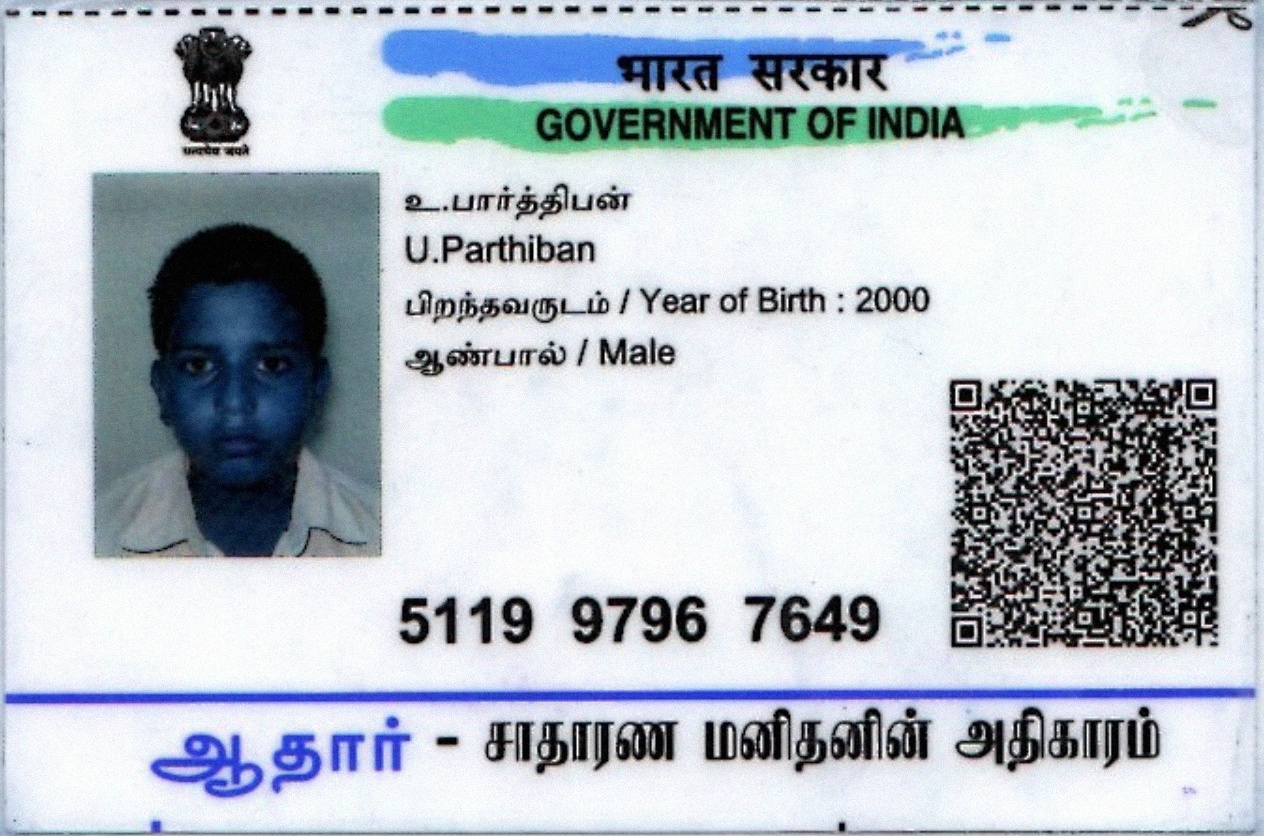 भारत सरकार
GOVERNMENT OF INDIA
सत्यमेव जयते
உ.பார்த்திபன்
U.Parthiban
பிறந்தவருடம் / Year of Birth : 2000
ஆண்பால் / Male
5119 9796 7649
ஆதார் - சாதாரண மனிதனின் அதிகாரம்